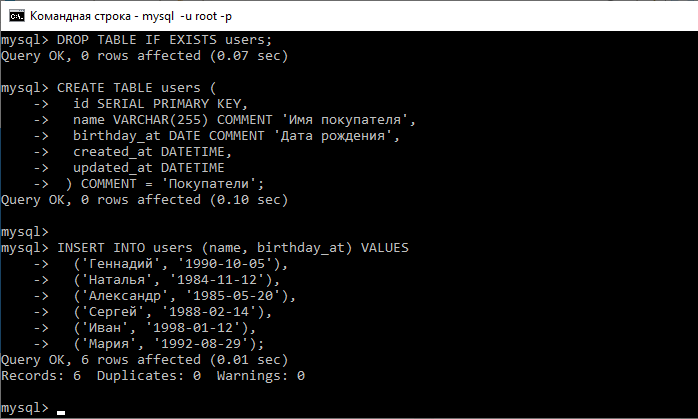 Командная строка - mysql -u root -p
mysql> DROP TABLE IF EXISTS users;
Query OK, 0 rows affected (0.07 sec)
mysql> CREATE TABLE users (
    ->   id SERIAL PRIMARY KEY,
    ->   name VARCHAR(255) COMMENT 'Имя покупателя',
    ->   birthday_at DATE COMMENT 'Дата рождения',
    ->   created_at DATETIME,
    ->   updated_at DATETIME
    ->  ) COMMENT = 'Покупатели';
Query OK, 0 rows affected (0.10 sec)
mysql>
mysql> INSERT INTO users (name, birthday_at) VALUES
    ->   ('Геннадий', '1990-10-05'),
    ->   ('Наталья', '1984-11-12'),
    ->   ('Александр', '1985-05-20'),
    ->   ('Сергей', '1988-02-14'),
    ->   ('Иван', '1998-01-12'),
    ->   ('Мария', '1992-08-29');
Query OK, 6 rows affected (0.01 sec)
Records: 6  Duplicates: 0  Warnings: 0
mysql>